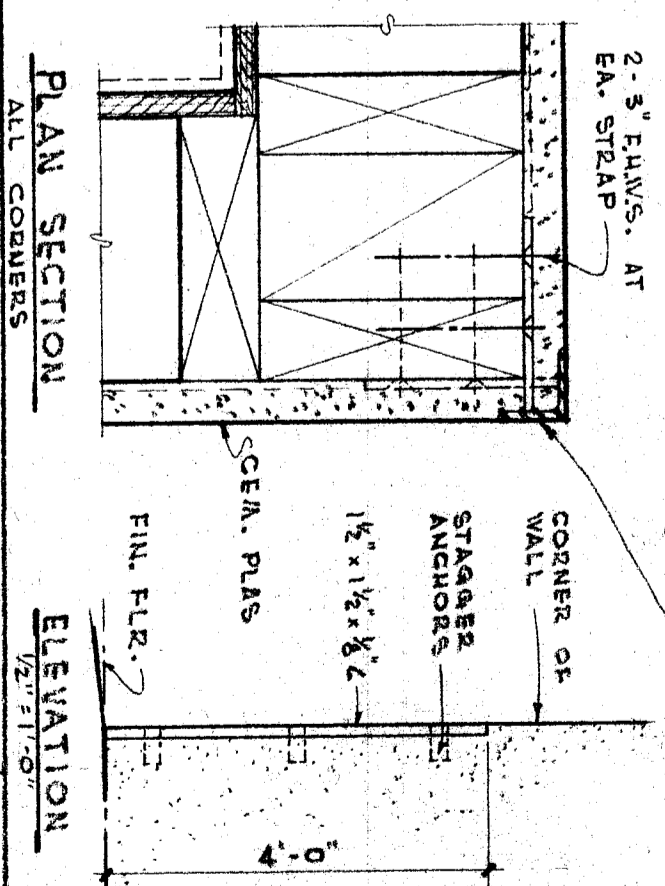 2-3" F.H.W.S. AT
EA. STRAP
PLAN SECTION
ALL CORNERS
CEM. PLAS
CORNER OF
WALL
STAGGER
ANCHORS
1½" x 1½" x ⅛" ∠
FIN. FLR.
4'-0"
ELEVATION
½" = 1'-0"